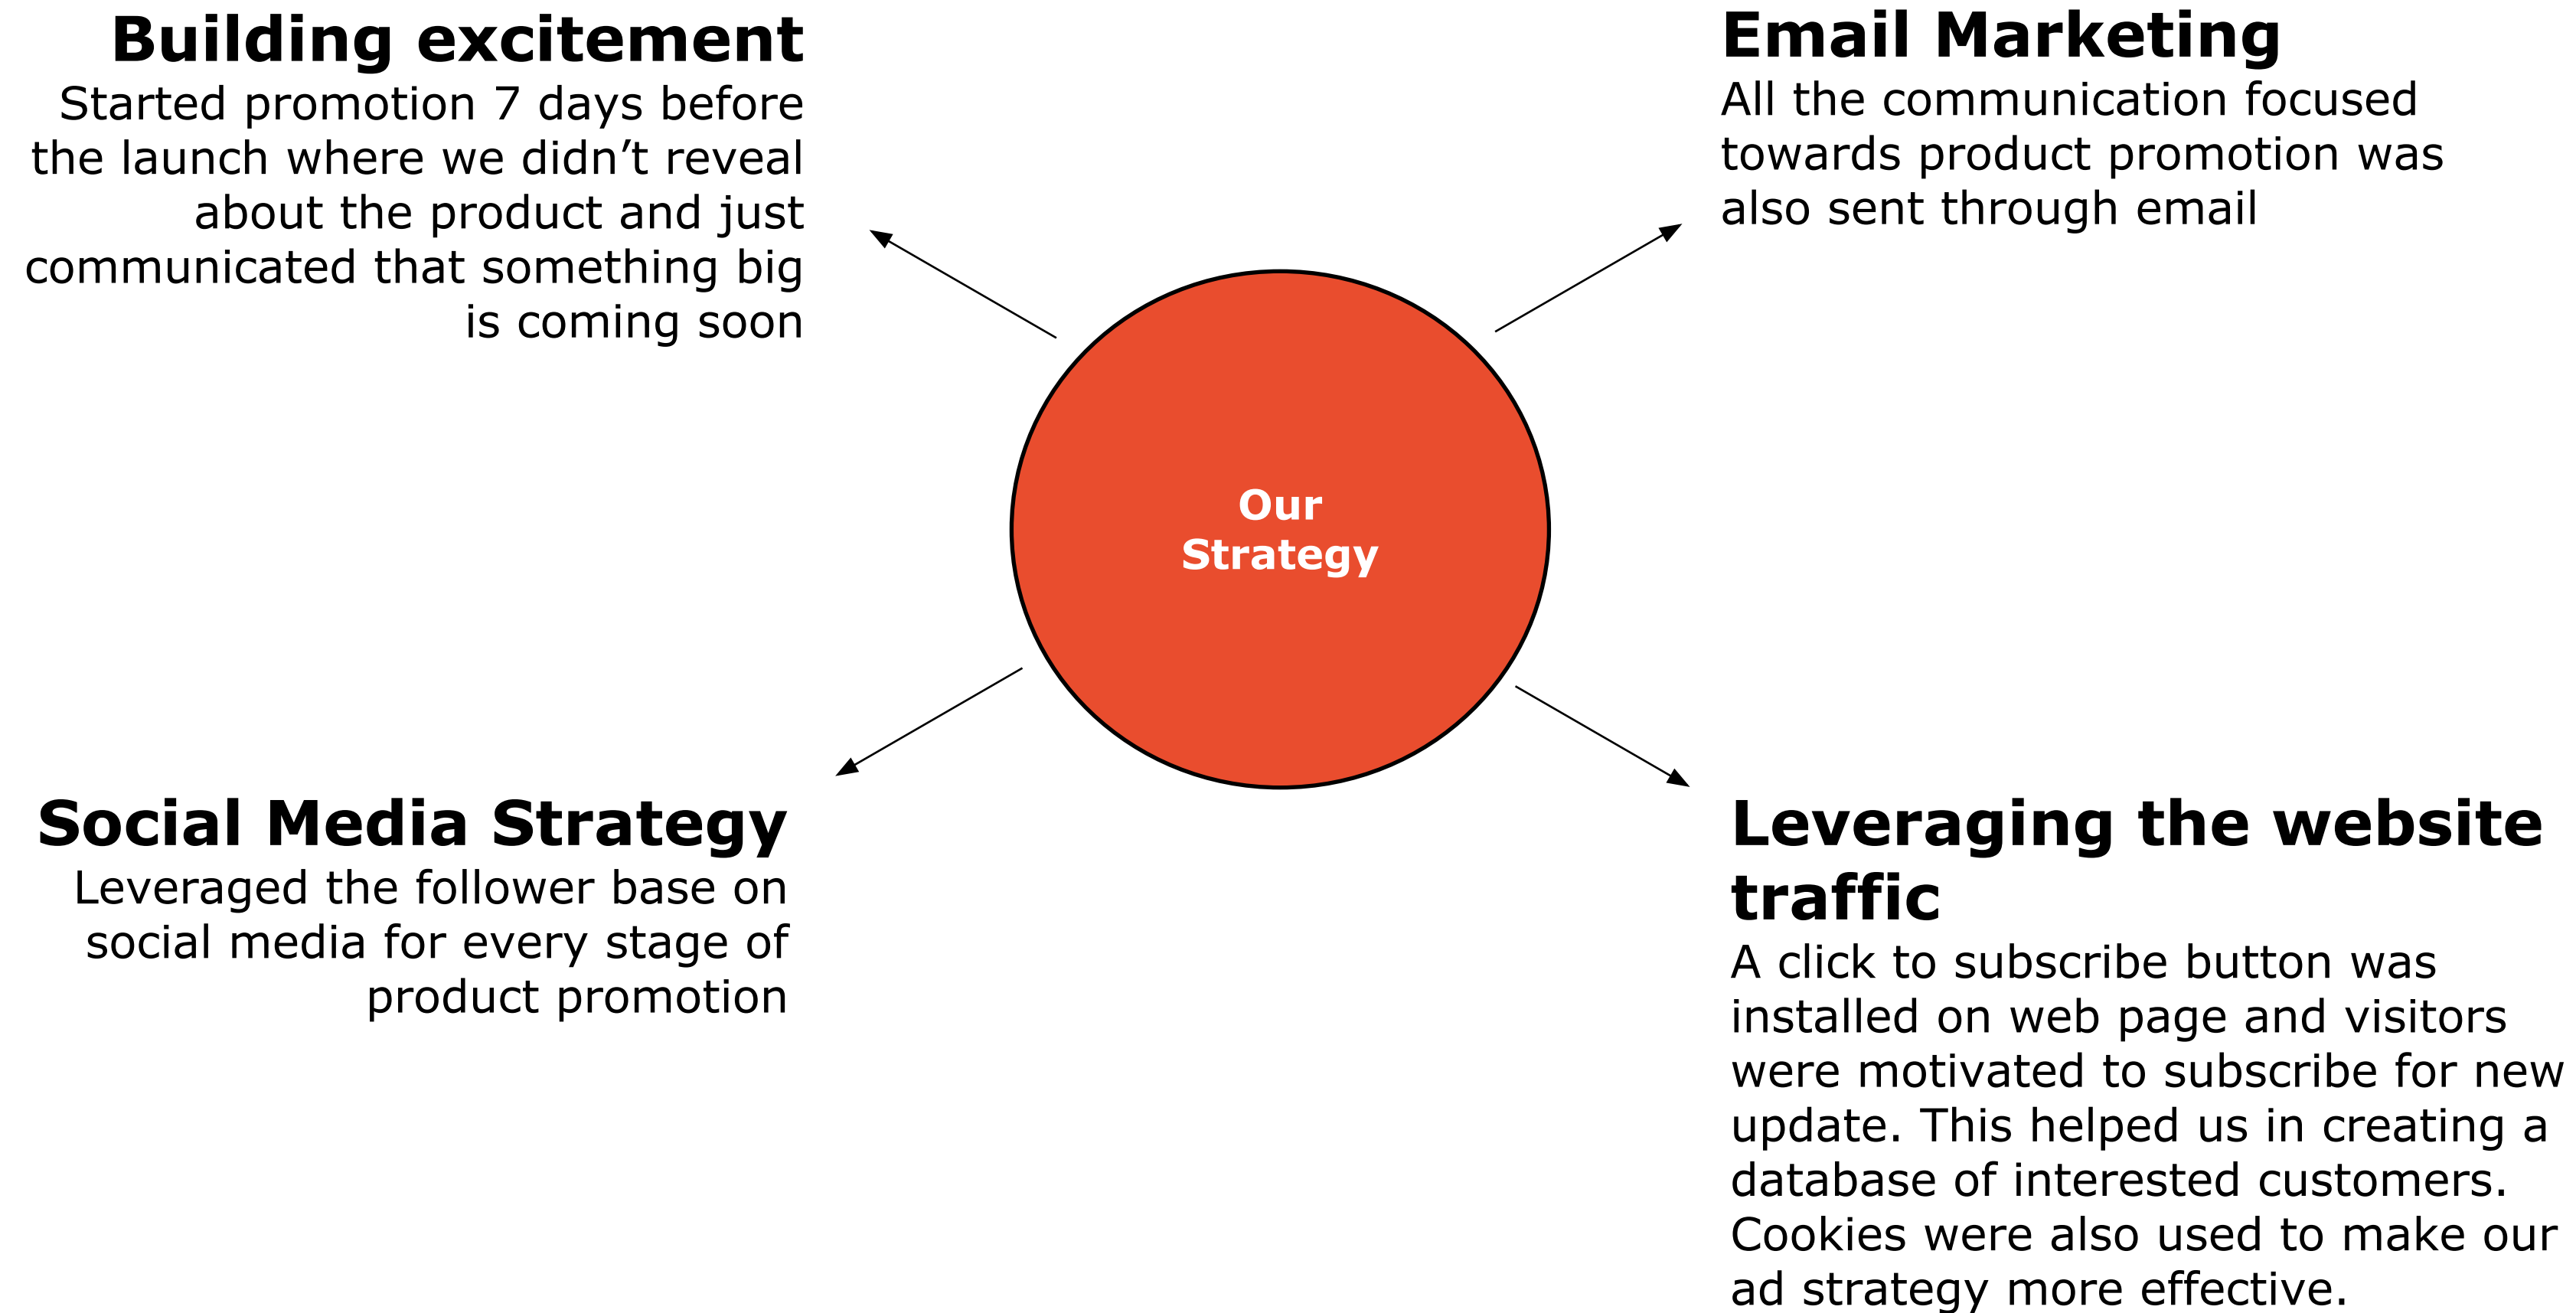 Building excitement
Started promotion 7 days before
the launch where we didn’t reveal
about the product and just
communicated that something big
is coming soon
Email Marketing
All the communication focused
towards product promotion was
also sent through email
Our
Strategy
Social Media Strategy
Leveraged the follower base on
social media for every stage of
product promotion
Leveraging the website
traffic
A click to subscribe button was
installed on web page and visitors
were motivated to subscribe for new
update. This helped us in creating a
database of interested customers.
Cookies were also used to make our
ad strategy more effective.